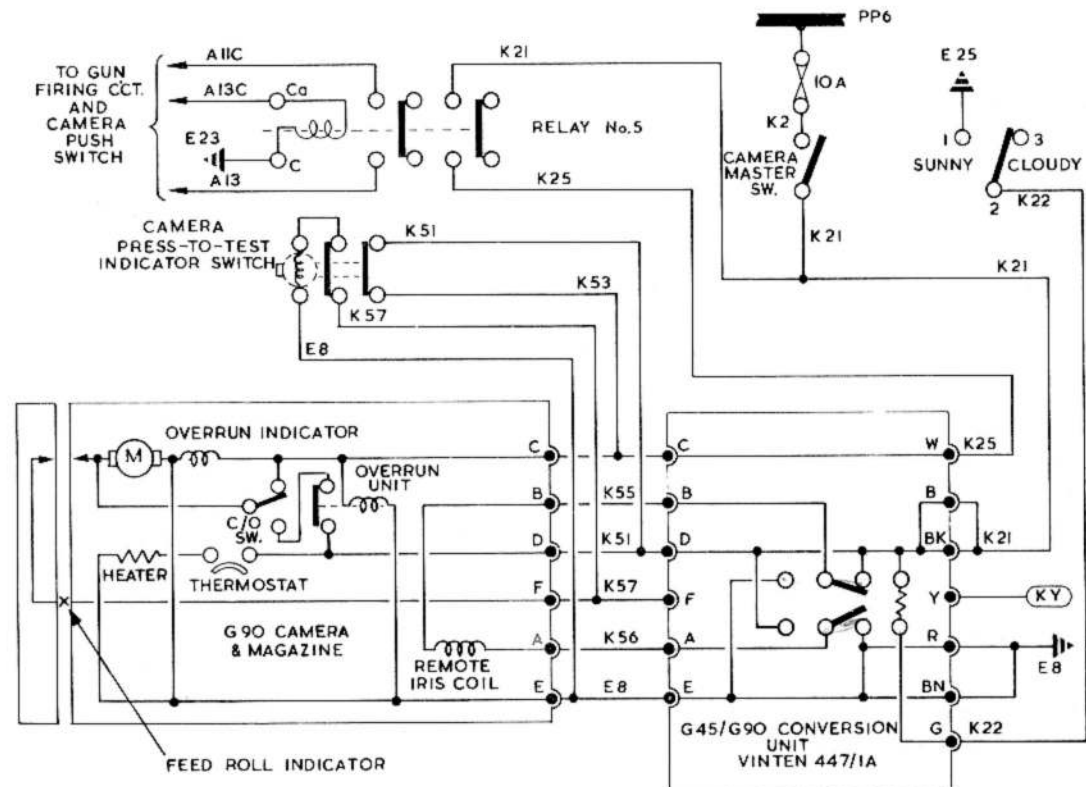 PP6
A11C
K21
E 25
TO GUN
FIRING CCT.
AND
CAMERA
PUSH
SWITCH
A13C
Ca
10A
E23
C
K2
RELAY No.5
1
3
SUNNY
CLOUDY
CAMERA
MASTER
SW.
A13
K25
2
K22
CAMERA
PRESS-TO-TEST
INDICATOR SWITCH
K51
K21
K21
K53
K57
E8
OVERRUN INDICATOR
M
C
C
W
K25
OVERRUN
UNIT
B
K55
B
B
C/O
SW.
D
K51
D
BK
K21
HEATER
THERMOSTAT
F
K57
F
Y
KY
G90 CAMERA
& MAGAZINE
A
K56
A
R
REMOTE
IRIS COIL
E8
E
E8
E
BN
G45/G90 CONVERSION
UNIT
VINTEN 447/1A
G
K22
FEED ROLL INDICATOR